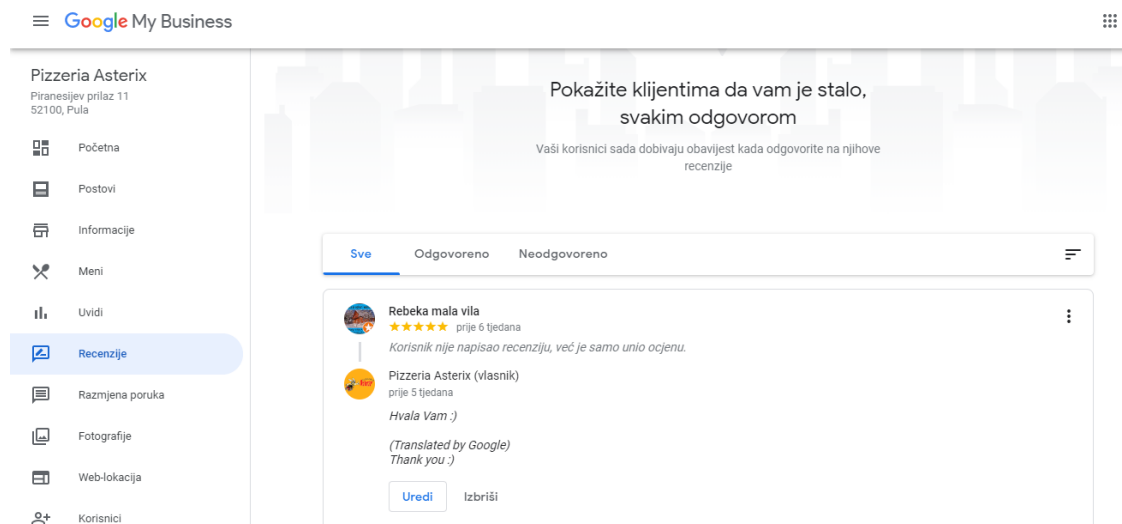 Google My Business
Pizzeria Asterix
Piranesijev prilaz 11
52100, Pula
Početna
Postovi
Informacije
Meni
Uvidi
Recenzije
Razmjena poruka
Fotografije
Web-lokacija
Korisnici
Pokažite klijentima da vam je stalo,
svakim odgovorom
Vaši korisnici sada dobivaju obavijest kada odgovorite na njihove
recenzije
Sve Odgovoreno Neodgovoreno
Rebeka mala vila
prije 6 tjedana
Korisnik nije napisao recenziju, već je samo unio ocjenu.
Pizzeria Asterix (vlasnik)
prije 5 tjedana
Hvala Vam :)
(Translated by Google)
Thank you :)
Uredi Izbriši